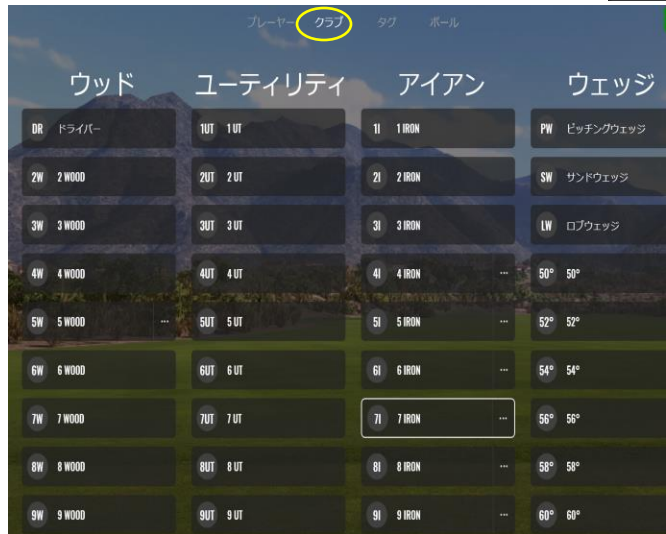 プレーヤー クラブ タグ ボール
ウッド ユーティリティ アイアン ウェッジ
DR ドライバー 1UT 1 UT 1I 1 IRON PW ピッチングウェッジ
2W 2 WOOD 2UT 2 UT 2I 2 IRON SW サンドウェッジ
3W 3 WOOD 3UT 3 UT 3I 3 IRON LW ロブウェッジ
4W 4 WOOD 4UT 4 UT 4I 4 IRON ... 50° 50°
5W 5 WOOD ... 5UT 5 UT 5I 5 IRON ... 52° 52°
6W 6 WOOD 6UT 6 UT 6I 6 IRON ... 54° 54°
7W 7 WOOD 7UT 7 UT 7I 7 IRON ... 56° 56°
8W 8 WOOD 8UT 8 UT 8I 8 IRON ... 58° 58°
9W 9 WOOD 9UT 9 UT 9I 9 IRON ... 60° 60°